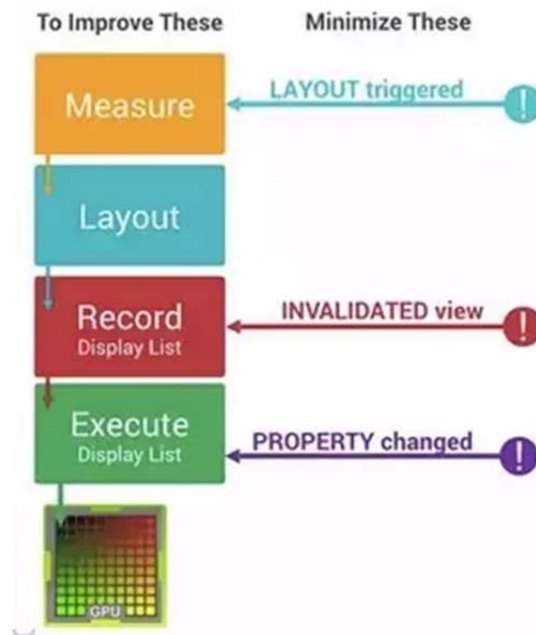 To Improve These
Minimize These
Measure
LAYOUT triggered
!
Layout
Record
Display List
INVALIDATED view
!
Execute
Display List
PROPERTY changed
!
GPU